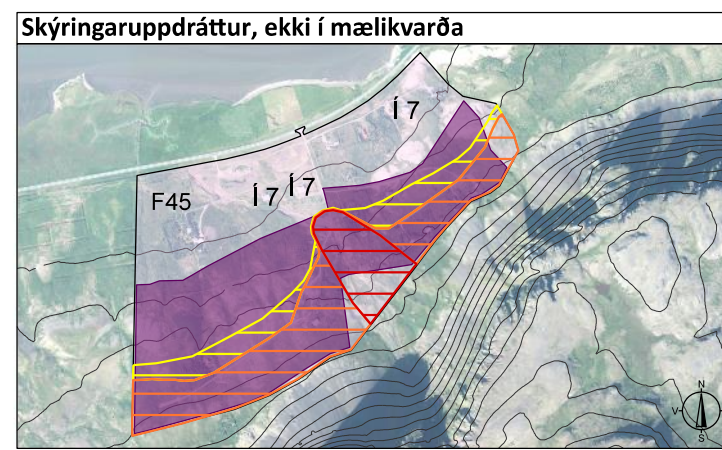 Skýringaruppdráttur, ekki í mælikvarða
Í 7
F45
Í 7 Í 7
N
V
S